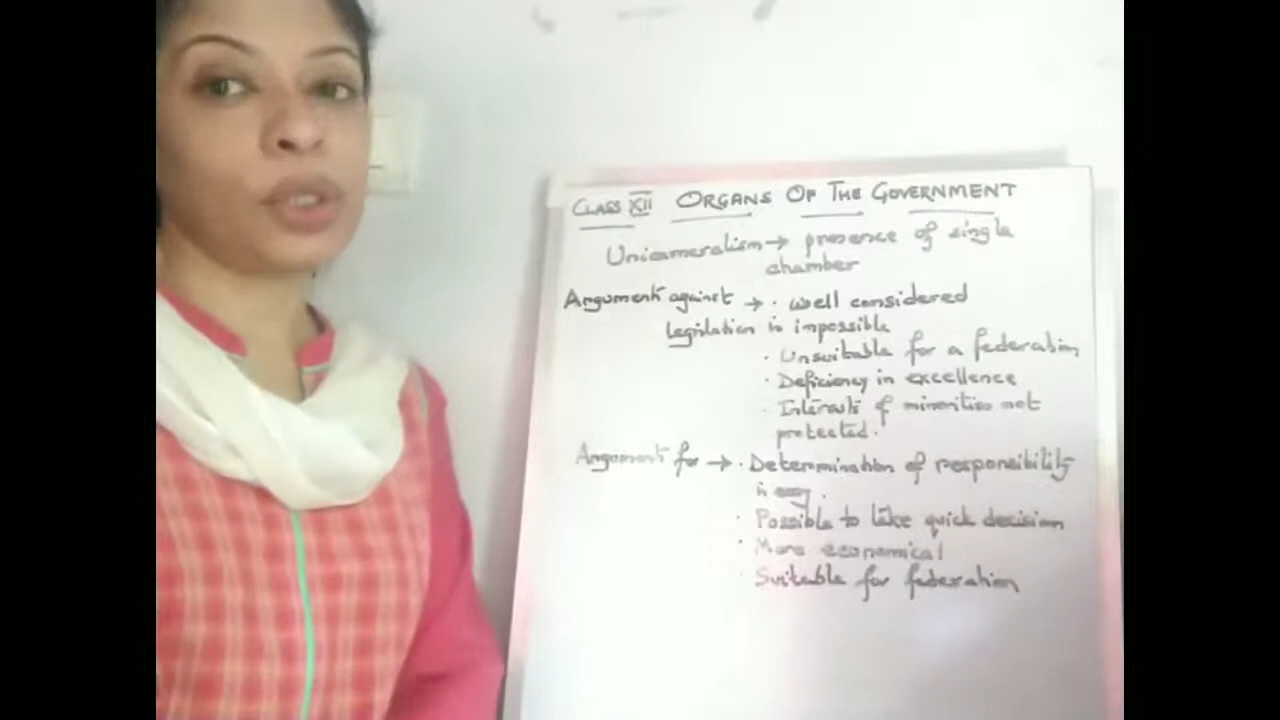 CLASS XII ORGANS OF THE GOVERNMENT
Unicameralism → presence of single
chamber
Argument against → · well considered
legislation is impossible
· Unsuitable for a federation
· Deficiency in excellence
· Interests of minorities not
protected.
Argument for → · Determination of responsibility
is easy.
· Possible to take quick decision
· More economical
· Suitable for federation